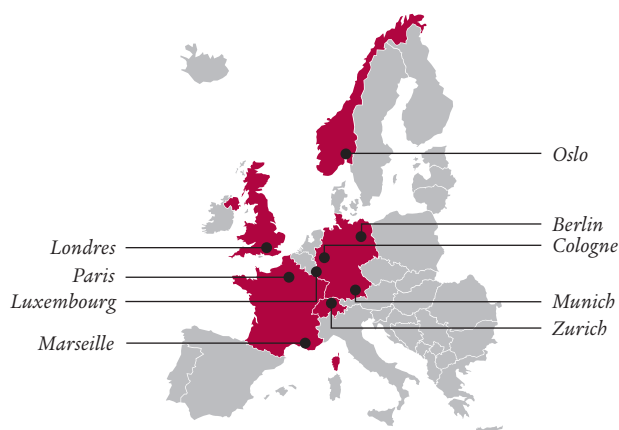 Oslo
Berlin
Cologne
Londres
Paris
Luxembourg
Munich
Zurich
Marseille